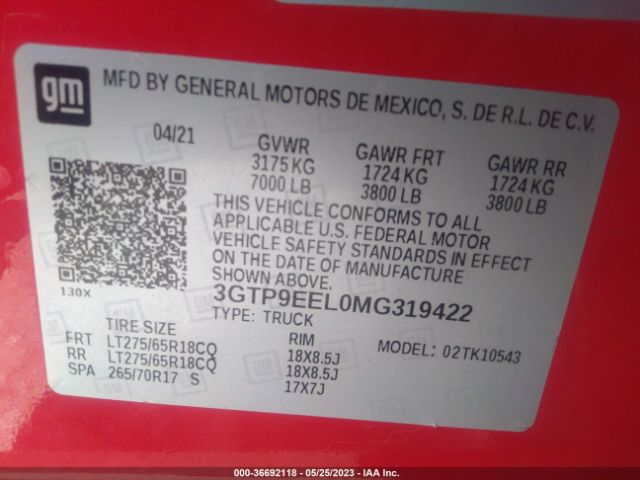 gm
MFD BY GENERAL MOTORS DE MEXICO, S. DE R.L. DE C.V.
04/21 GVWR GAWR FRT GAWR RR
3175 KG 1724 KG 1724 KG
7000 LB 3800 LB 3800 LB
THIS VEHICLE CONFORMS TO ALL
APPLICABLE U.S. FEDERAL MOTOR
VEHICLE SAFETY STANDARDS IN EFFECT
ON THE DATE OF MANUFACTURE
SHOWN ABOVE.
130X
3GTP9EEL0MG319422
TYPE: TRUCK
TIRE SIZE RIM MODEL: 02TK10543
FRT LT275/65R18CQ 18X8.5J
RR LT275/65R18CQ 18X8.5J
SPA 265/70R17 S 17X7J
000-36692118 - 05/25/2023 - IAA Inc.